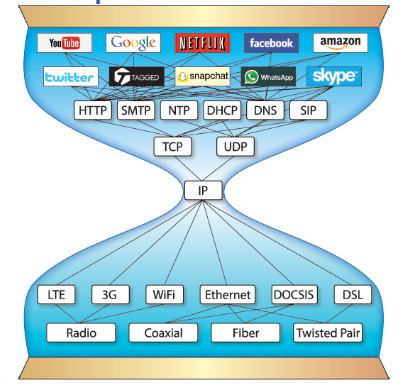 YouTube Google NETFLIX facebook amazon
twitter TAGGED snapchat WhatsApp skype
HTTP SMTP NTP DHCP DNS SIP
TCP UDP
IP
LTE 3G WiFi Ethernet DOCSIS DSL
Radio Coaxial Fiber Twisted Pair